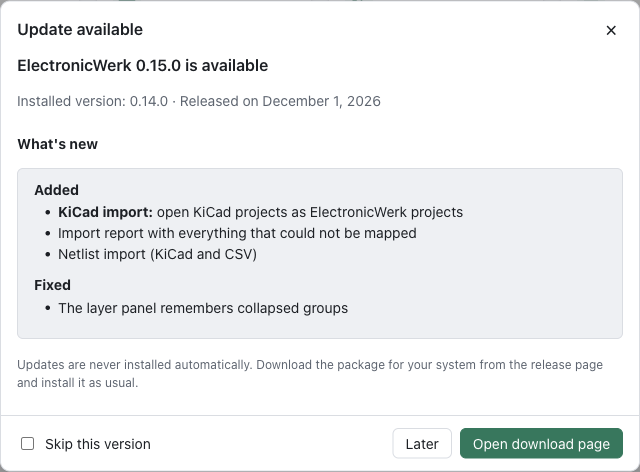 Update available
ElectronicWerk 0.15.0 is available
Installed version: 0.14.0 · Released on December 1, 2026
What's new
Added
• KiCad import: open KiCad projects as ElectronicWerk projects
• Import report with everything that could not be mapped
• Netlist import (KiCad and CSV)
Fixed
• The layer panel remembers collapsed groups
Updates are never installed automatically. Download the package for your system from the release page
and install it as usual.
Skip this version
Later
Open download page